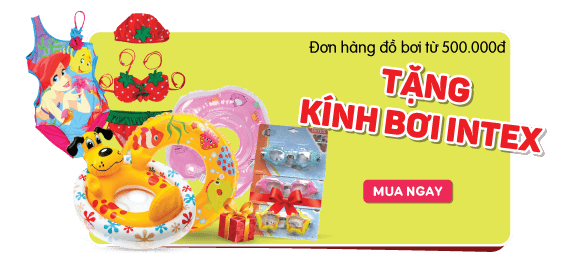 Đơn hàng đồ bơi từ 500.000đ
TẶNG
KÍNH BƠI INTEX
MUA NGAY